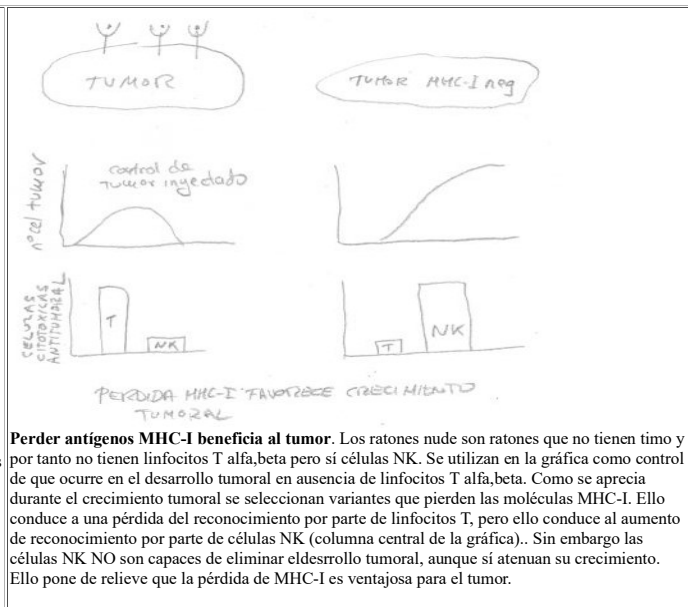 TUMOR
TUMOR MHC-I neg
nº cel tumor
control de
tumor inyectado
CELULAS
CITOTOXICAS
ANTITUMORAL
T
NK
T
NK
PERDIDA MHC-I FAVORECE CRECIMIENTO
TUMORAL
Perder antígenos MHC-I beneficia al tumor. Los ratones nude son ratones que no tienen timo y
por tanto no tienen linfocitos T alfa,beta pero sí células NK. Se utilizan en la gráfica como control
de que ocurre en el desarrollo tumoral en ausencia de linfocitos T alfa,beta. Como se aprecia
durante el crecimiento tumoral se seleccionan variantes que pierden las moléculas MHC-I. Ello
conduce a una pérdida del reconocimiento por parte de linfocitos T, pero ello conduce al aumento
de reconocimiento por parte de células NK (columna central de la gráfica).. Sin embargo las
células NK NO son capaces de eliminar eldesrrollo tumoral, aunque sí atenuan su crecimiento.
Ello pone de relieve que la pérdida de MHC-I es ventajosa para el tumor.